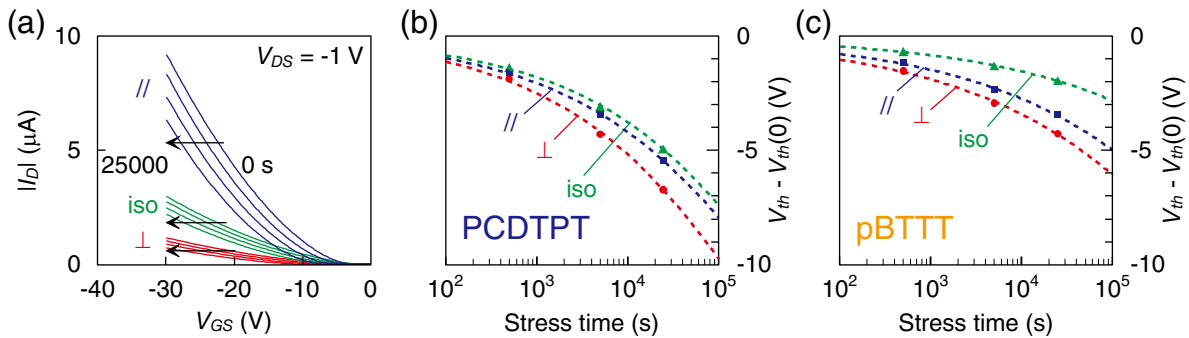 (a)
10
5
0
|I_D| (μA)
V_DS = -1 V
//
25000
0 s
iso
⊥
-40
-30
-20
-10
0
V_GS (V)
(b)
//
⊥
iso
PCDTPT
10^2
10^3
10^4
10^5
Stress time (s)
0
-5
-10
V_th - V_th(0) (V)
(c)
//
⊥
iso
pBTTT
10^2
10^3
10^4
10^5
Stress time (s)
0
-5
-10
V_th - V_th(0) (V)